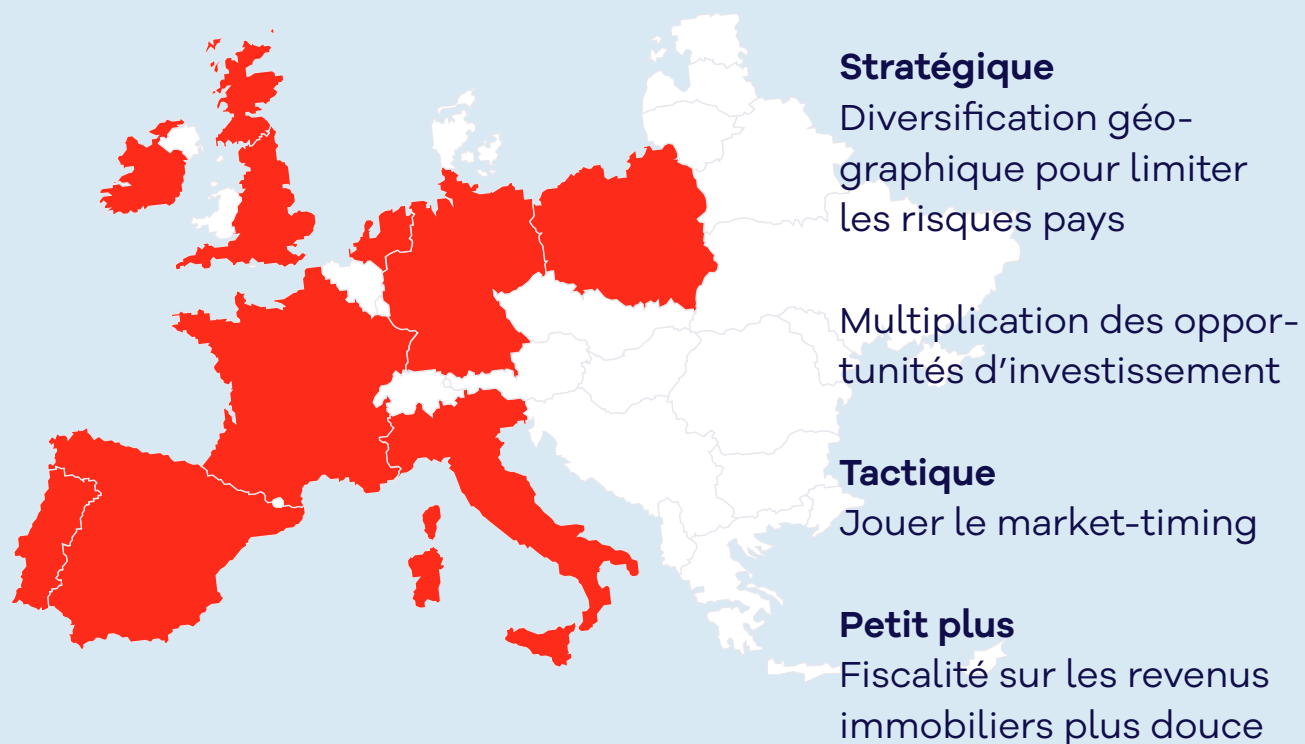 Stratégique
Diversification géo-
graphique pour limiter
les risques pays
Multiplication des oppor-
tunités d’investissement
Tactique
Jouer le market-timing
Petit plus
Fiscalité sur les revenus
immobiliers plus douce